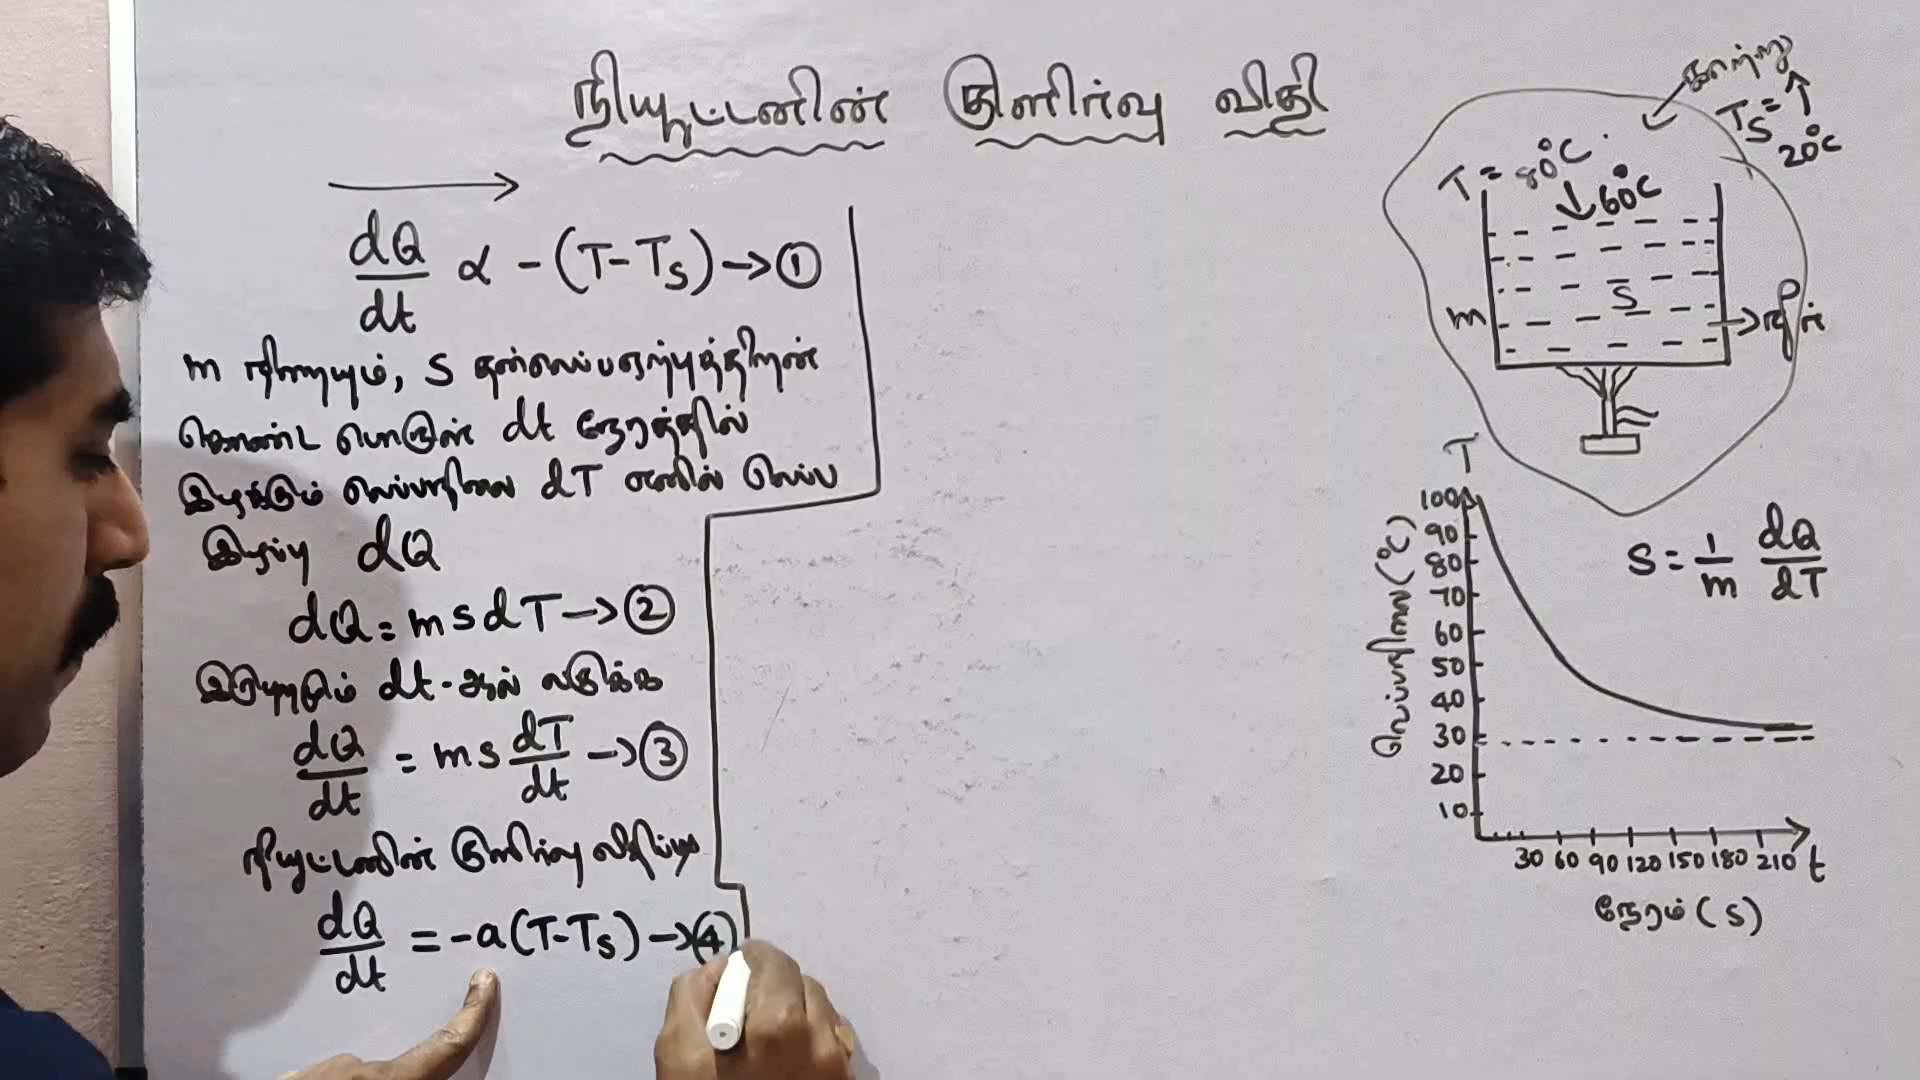 நியூட்டனின் குளிர்வு விதி
dQ/dt α - (T - Ts) → ①
m நிறையும், s தன்வெப்பஏற்புத்திறன்
கொண்ட பொருள் dt நேரத்தில்
இழக்கும் வெப்பநிலை dT எனில் வெப்ப
இழப்பு dQ
dQ = m s dT → ②
இருபுறமும் dt-ஆல் வகுக்க
dQ/dt = m s dT/dt → ③
நியூட்டனின் குளிர்வு விதிப்படி
dQ/dt = -a (T - Ts) → ④
காற்று
Ts = 20°C
T = 80°C
60°C
S
m
நீர்
S = 1/m dQ/dT
T
வெப்பநிலை (°C)
100
90
80
70
60
50
40
30
20
10
30 60 90 120 150 180 210 t
நேரம் (s)